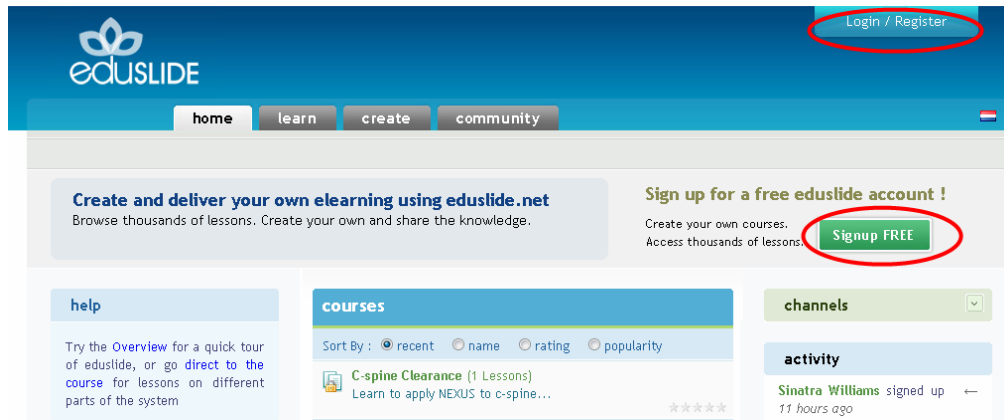 Login / Register
eduSLIDE
home learn create community
Create and deliver your own elearning using eduslide.net
Browse thousands of lessons. Create your own and share the knowledge.
Sign up for a free eduslide account !
Create your own courses.
Access thousands of lessons.
Signup FREE
help
Try the Overview for a quick tour
of eduslide, or go direct to the
course for lessons on different
parts of the system
courses
Sort By : recent name rating popularity
C-spine Clearance (1 Lessons)
Learn to apply NEXUS to c-spine...
channels
activity
Sinatra Williams signed up ←
11 hours ago